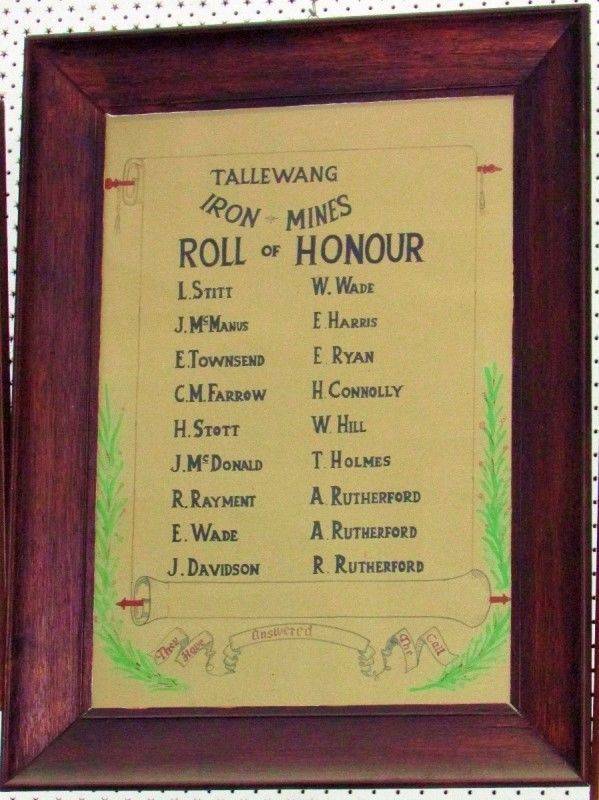 TALLEWANG
IRON - MINES
ROLL OF HONOUR
L. STITT
J. McMANUS
E. TOWNSEND
C. M. FARROW
H. STOTT
J. McDONALD
R. RAYMENT
E. WADE
J. DAVIDSON
W. WADE
E HARRIS
E. RYAN
H. CONNOLLY
W. HILL
T. HOLMES
A. RUTHERFORD
A. RUTHERFORD
R. RUTHERFORD
They Have Answered The Call